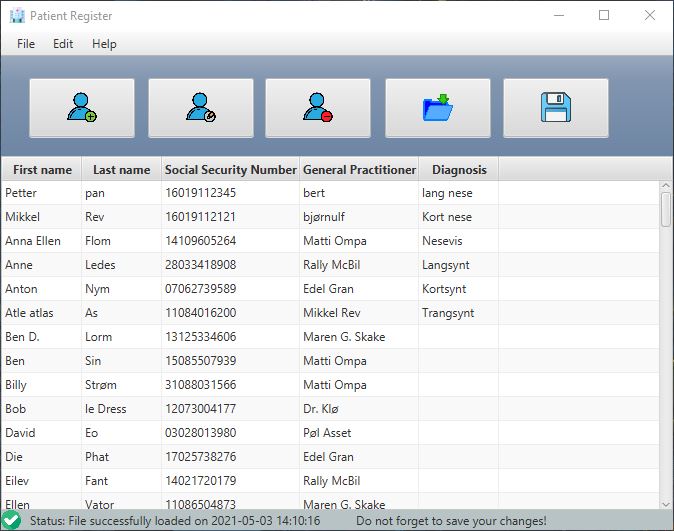 Patient Register
File Edit Help
First name Last name Social Security Number General Practitioner Diagnosis
Petter pan 16019112345 bert lang nese
Mikkel Rev 16019112121 bjørnulf Kort nese
Anna Ellen Flom 14109605264 Matti Ompa Nesevis
Anne Ledes 28033418908 Rally McBil Langsynt
Anton Nym 07062739589 Edel Gran Kortsynt
Atle atlas As 11084016200 Mikkel Rev Trangsynt
Ben D. Lorm 13125334606 Maren G. Skake
Ben Sin 15085507939 Matti Ompa
Billy Strøm 31088031566 Matti Ompa
Bob le Dress 12073004177 Dr. Klø
David Eo 03028013980 Pøl Asset
Die Phat 17025738276 Edel Gran
Eilev Fant 14021720179 Rally McBil
Ellen Vator 11086504873 Maren G. Skake
Status: File successfully loaded on 2021-05-03 14:10:16 Do not forget to save your changes!